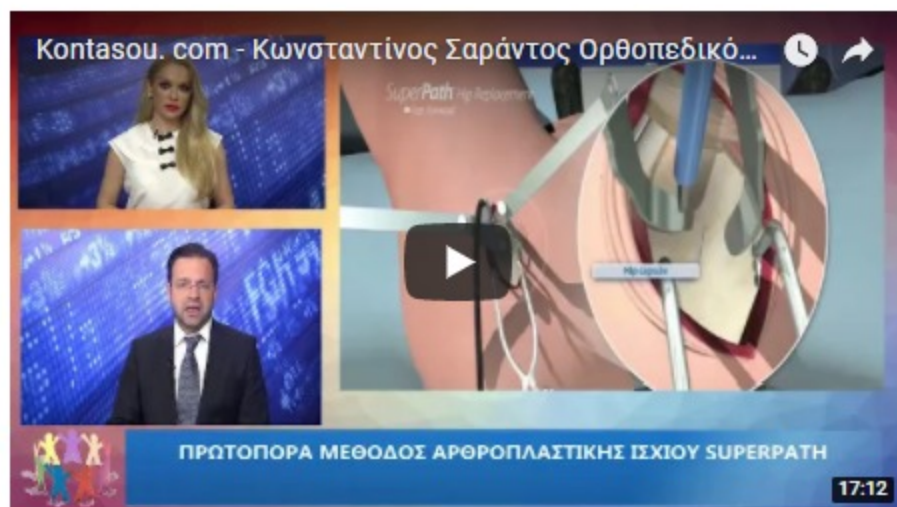 Kontasou. com - Κωνσταντίνος Σαράντος Ορθοπεδικό...
SuperPath Hip Replacement
Hip capsule
ΠΡΩΤΟΠΟΡΑ ΜΕΘΟΔΟΣ ΑΡΘΡΟΠΛΑΣΤΙΚΗΣ ΙΣΧΙΟΥ SUPERPATH
17:12